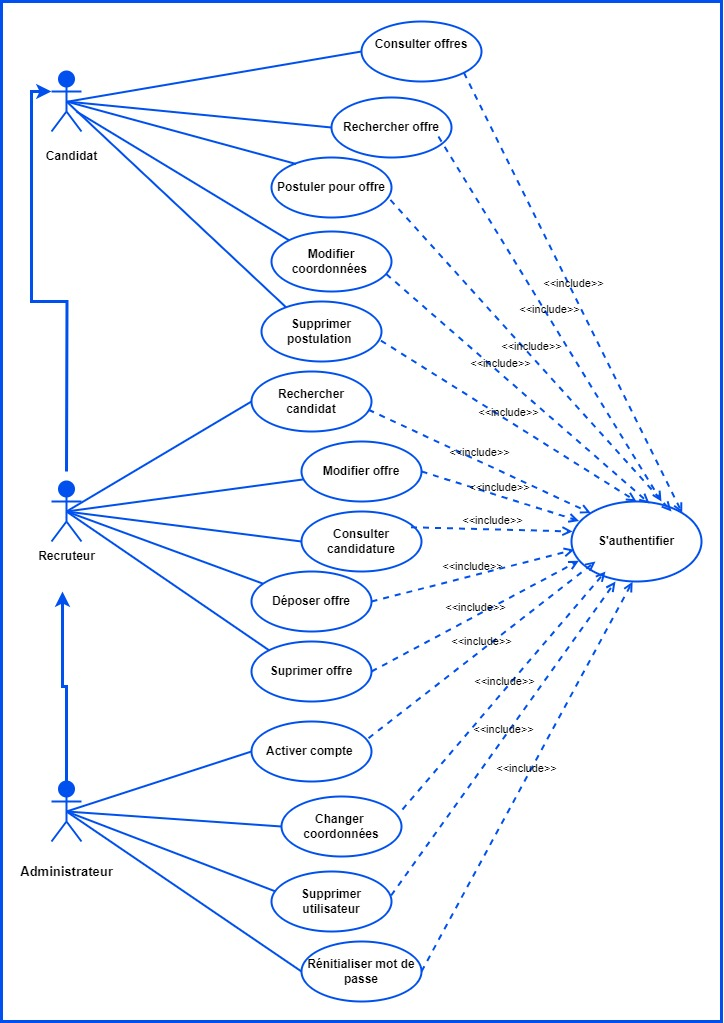 Consulter offres
Candidat
Rechercher offre
Postuler pour offre
Modifier
coordonnées
<<include>>
<<include>>
Supprimer
postulation
<<include>>
<<include>>
Rechercher
candidat
<<include>>
<<include>>
Modifier offre
<<include>>
Recruteur
Consulter
candidature
<<include>>
S'authentifier
<<include>>
Déposer offre
<<include>>
<<include>>
Suprimer offre
<<include>>
Activer compte
<<include>>
<<include>>
Administrateur
Changer
coordonnées
Supprimer
utilisateur
Rénitialiser mot de
passe